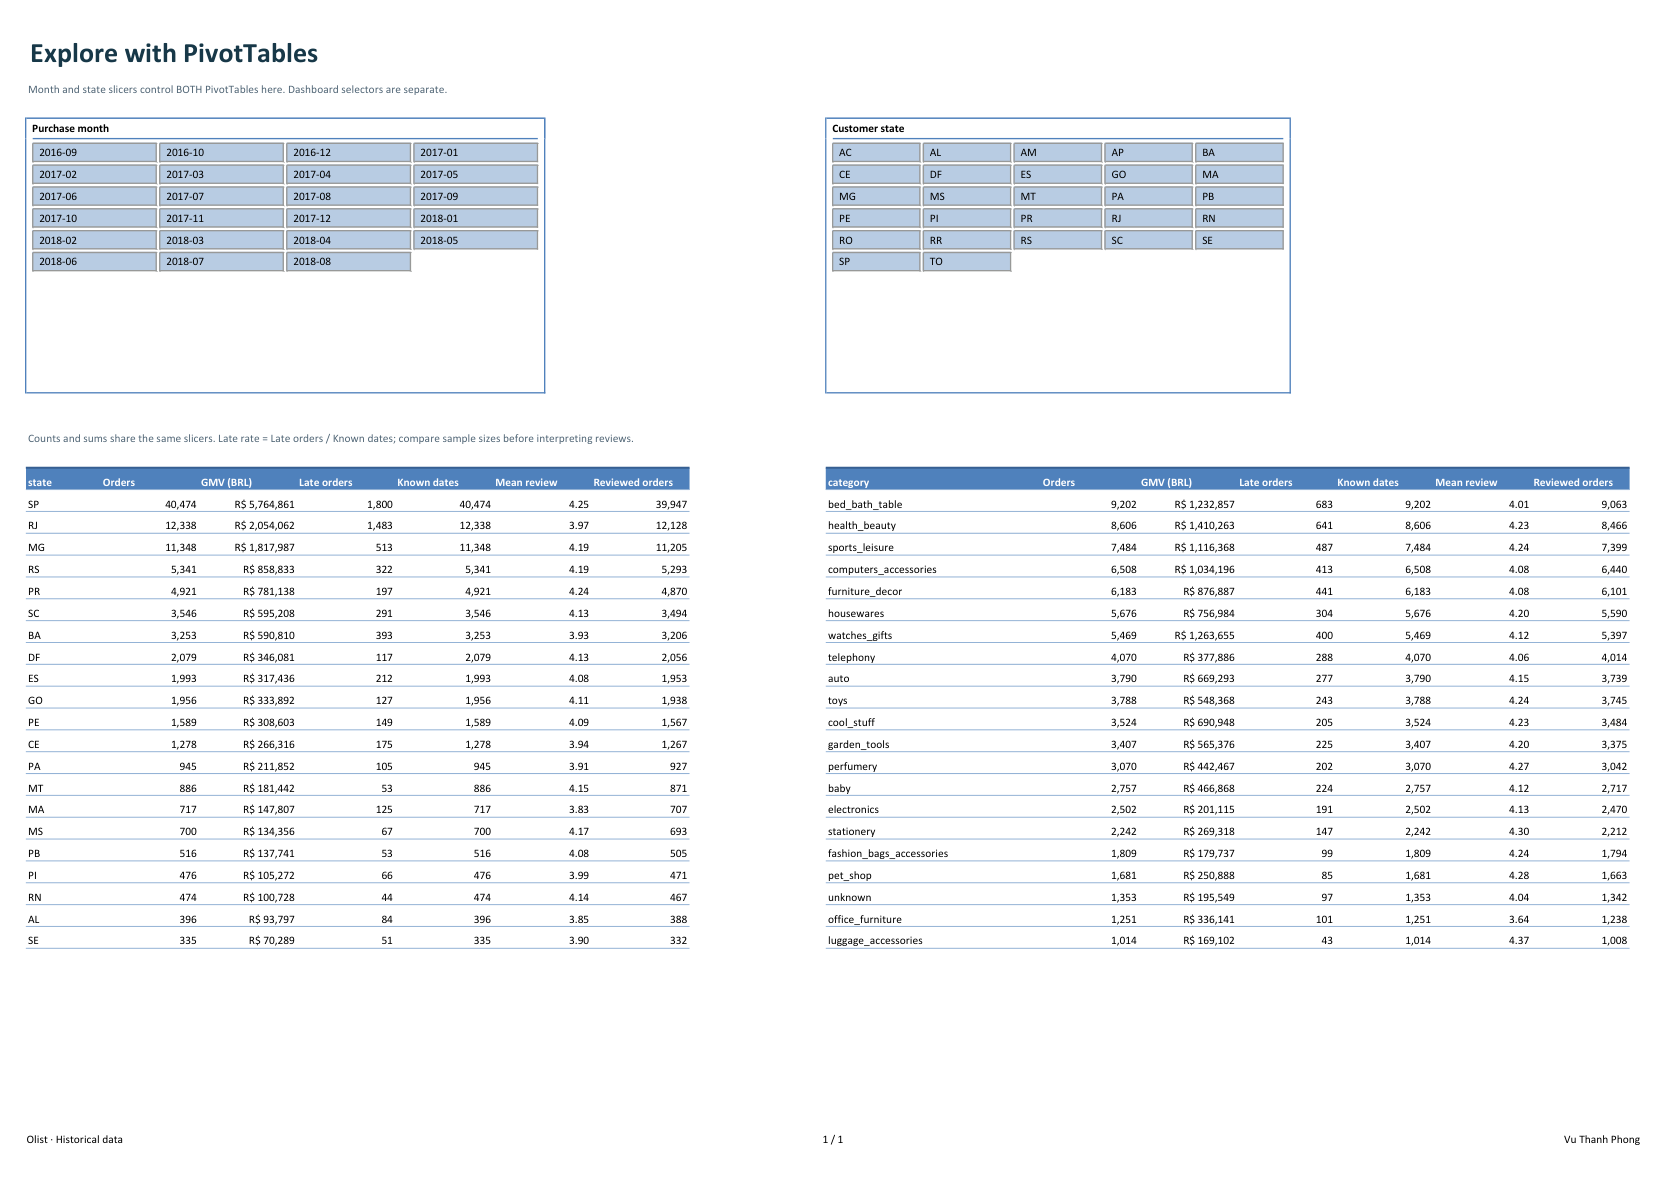 Explore with PivotTables
Month and state slicers control BOTH PivotTables here. Dashboard selectors are separate.
Purchase month
2016-09 2016-10 2016-12 2017-01
2017-02 2017-03 2017-04 2017-05
2017-06 2017-07 2017-08 2017-09
2017-10 2017-11 2017-12 2018-01
2018-02 2018-03 2018-04 2018-05
2018-06 2018-07 2018-08
Customer state
AC AL AM AP BA
CE DF ES GO MA
MG MS MT PA PB
PE PI PR RJ RN
RO RR RS SC SE
SP TO
Counts and sums share the same slicers. Late rate = Late orders / Known dates; compare sample sizes before interpreting reviews.
state Orders GMV (BRL) Late orders Known dates Mean review Reviewed orders
SP 40,474 R$ 5,764,861 1,800 40,474 4.25 39,947
RJ 12,338 R$ 2,054,062 1,483 12,338 3.97 12,128
MG 11,348 R$ 1,817,987 513 11,348 4.19 11,205
RS 5,341 R$ 858,833 322 5,341 4.19 5,293
PR 4,921 R$ 781,138 197 4,921 4.24 4,870
SC 3,546 R$ 595,208 291 3,546 4.13 3,494
BA 3,253 R$ 590,810 393 3,253 3.93 3,206
DF 2,079 R$ 346,081 117 2,079 4.13 2,056
ES 1,993 R$ 317,436 212 1,993 4.08 1,953
GO 1,956 R$ 333,892 127 1,956 4.11 1,938
PE 1,589 R$ 308,603 149 1,589 4.09 1,567
CE 1,278 R$ 266,316 175 1,278 3.94 1,267
PA 945 R$ 211,852 105 945 3.91 927
MT 886 R$ 181,442 53 886 4.15 871
MA 717 R$ 147,807 125 717 3.83 707
MS 700 R$ 134,356 67 700 4.17 693
PB 516 R$ 137,741 53 516 4.08 505
PI 476 R$ 105,272 66 476 3.99 471
RN 474 R$ 100,728 44 474 4.14 467
AL 396 R$ 93,797 84 396 3.85 388
SE 335 R$ 70,289 51 335 3.90 332
category Orders GMV (BRL) Late orders Known dates Mean review Reviewed orders
bed_bath_table 9,202 R$ 1,232,857 683 9,202 4.01 9,063
health_beauty 8,606 R$ 1,410,263 641 8,606 4.23 8,466
sports_leisure 7,484 R$ 1,116,368 487 7,484 4.24 7,399
computers_accessories 6,508 R$ 1,034,196 413 6,508 4.08 6,440
furniture_decor 6,183 R$ 876,887 441 6,183 4.08 6,101
housewares 5,676 R$ 756,984 304 5,676 4.20 5,590
watches_gifts 5,469 R$ 1,263,655 400 5,469 4.12 5,397
telephony 4,070 R$ 377,886 288 4,070 4.06 4,014
auto 3,790 R$ 669,293 277 3,790 4.15 3,739
toys 3,788 R$ 548,368 243 3,788 4.24 3,745
cool_stuff 3,524 R$ 690,948 205 3,524 4.23 3,484
garden_tools 3,407 R$ 565,376 225 3,407 4.20 3,375
perfumery 3,070 R$ 442,467 202 3,070 4.27 3,042
baby 2,757 R$ 466,868 224 2,757 4.12 2,717
electronics 2,502 R$ 201,115 191 2,502 4.13 2,470
stationery 2,242 R$ 269,318 147 2,242 4.30 2,212
fashion_bags_accessories 1,809 R$ 179,737 99 1,809 4.24 1,794
pet_shop 1,681 R$ 250,888 85 1,681 4.28 1,663
unknown 1,353 R$ 195,549 97 1,353 4.04 1,342
office_furniture 1,251 R$ 336,141 101 1,251 3.64 1,238
luggage_accessories 1,014 R$ 169,102 43 1,014 4.37 1,008
Olist · Historical data
1 / 1
Vu Thanh Phong